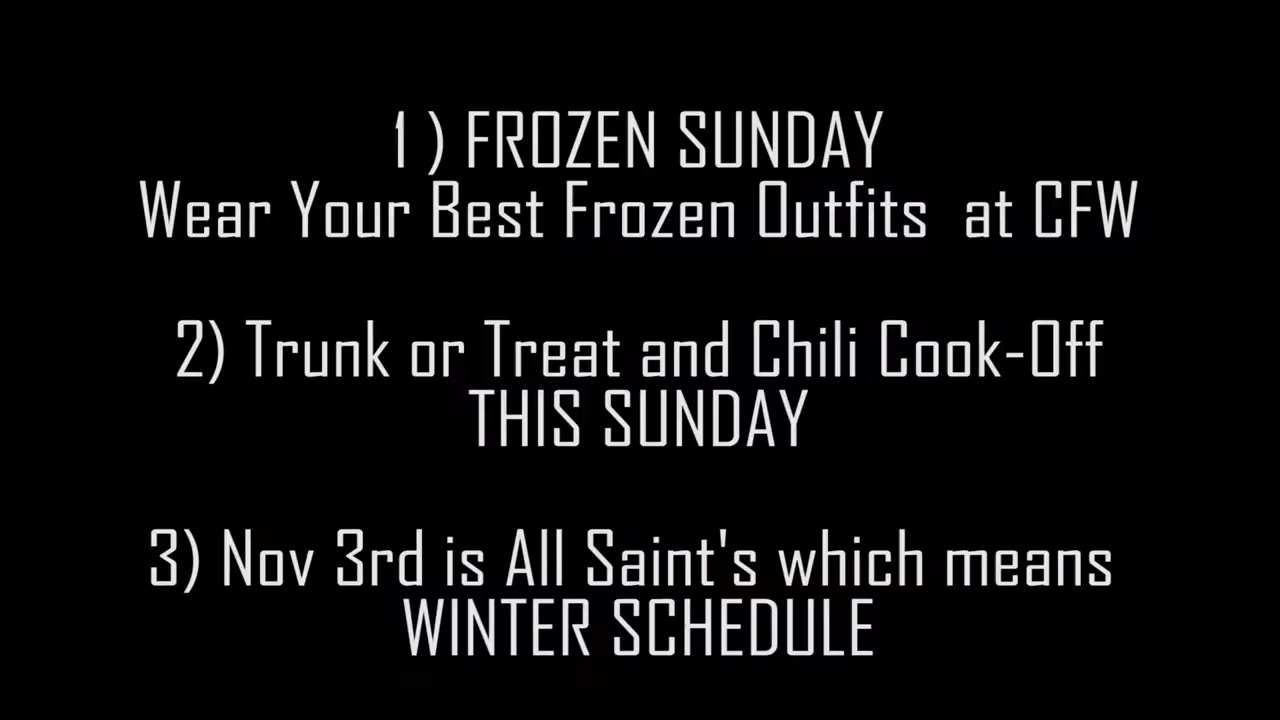 1 ) FROZEN SUNDAY
Wear Your Best Frozen Outfits  at CFW
2) Trunk or Treat and Chili Cook-Off
THIS SUNDAY
3) Nov 3rd is All Saint's which means
WINTER SCHEDULE